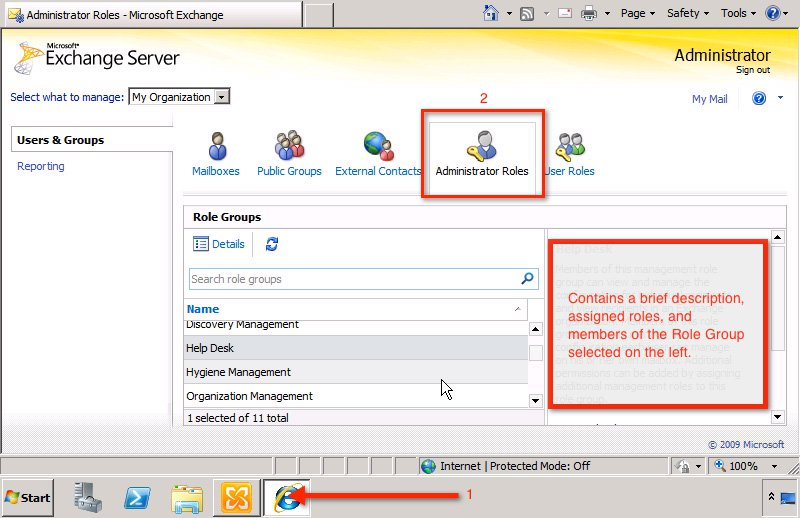 Administrator Roles - Microsoft Exchange
Page Safety Tools
Microsoft®
Exchange Server
Administrator
Sign out
Select what to manage: My Organization
My Mail
2
Users & Groups
Reporting
Mailboxes
Public Groups
External Contacts
Administrator Roles
User Roles
Role Groups
Details
Search role groups
Name
Discovery Management
Help Desk
Hygiene Management
Organization Management
1 selected of 11 total
Help Desk
Members of this management role
group can view and manage the
Contains a brief description,
assigned roles, and
members of the Role Group
selected on the left.
permissions can be added by assigning
additional management roles to this
role group.
© 2009 Microsoft
Internet | Protected Mode: Off
100%
Start
1